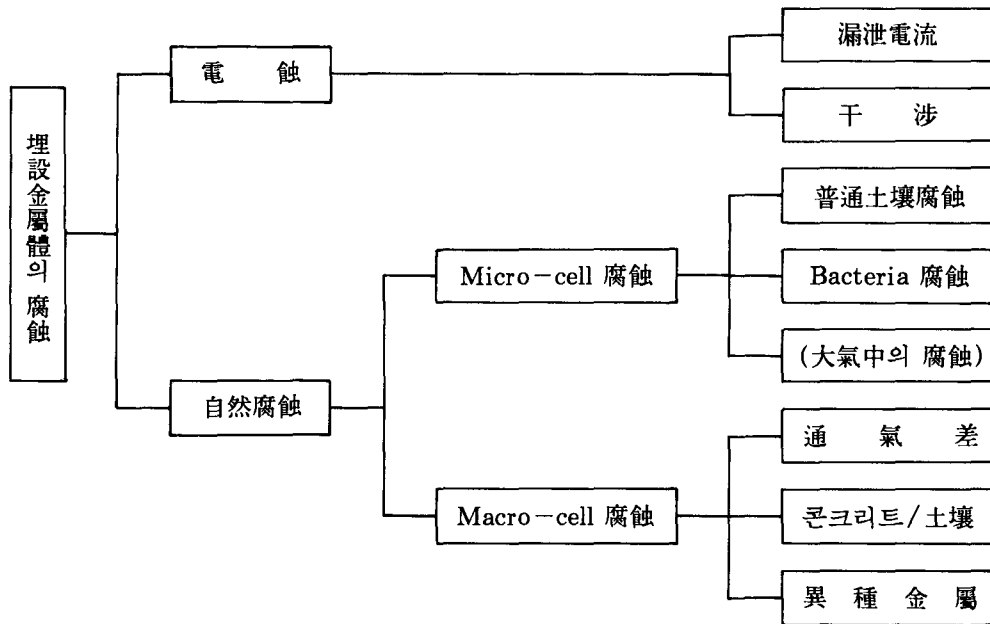 埋設金屬體의 腐蝕
電 蝕
漏泄電流
干 涉
自然腐蝕
Micro-cell 腐蝕
普通土壤腐蝕
Bacteria 腐蝕
(大氣中의 腐蝕)
Macro-cell 腐蝕
通 氣 差
콘크리트/土壤
異 種 金 屬